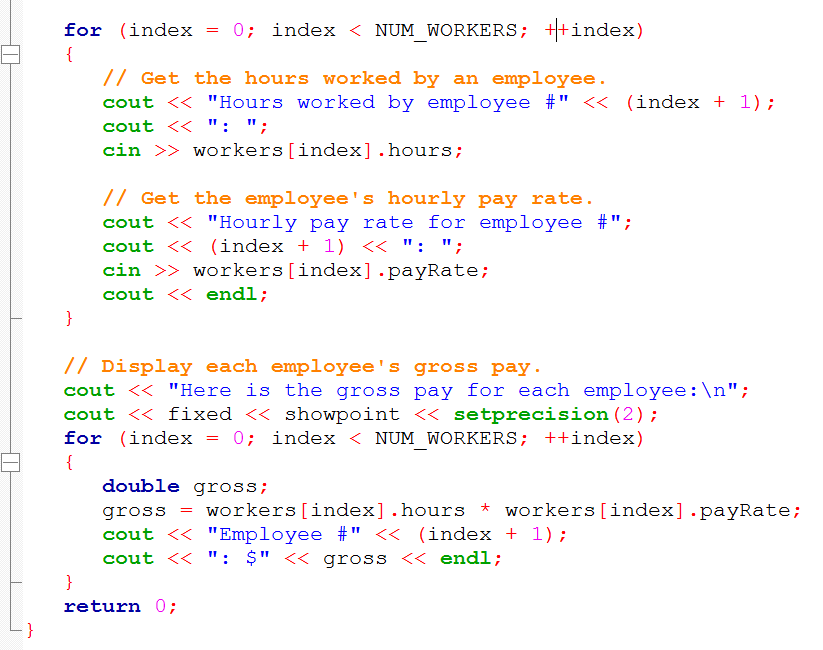 for (index = 0; index < NUM_WORKERS; ++index)
{
// Get the hours worked by an employee.
cout << "Hours worked by employee #" << (index + 1);
cout << ": ";
cin >> workers[index].hours;
// Get the employee's hourly pay rate.
cout << "Hourly pay rate for employee #";
cout << (index + 1) << ": ";
cin >> workers[index].payRate;
cout << endl;
}
// Display each employee's gross pay.
cout << "Here is the gross pay for each employee:\n";
cout << fixed << showpoint << setprecision(2);
for (index = 0; index < NUM_WORKERS; ++index)
{
double gross;
gross = workers[index].hours * workers[index].payRate;
cout << "Employee #" << (index + 1);
cout << ": $" << gross << endl;
}
return 0;
}